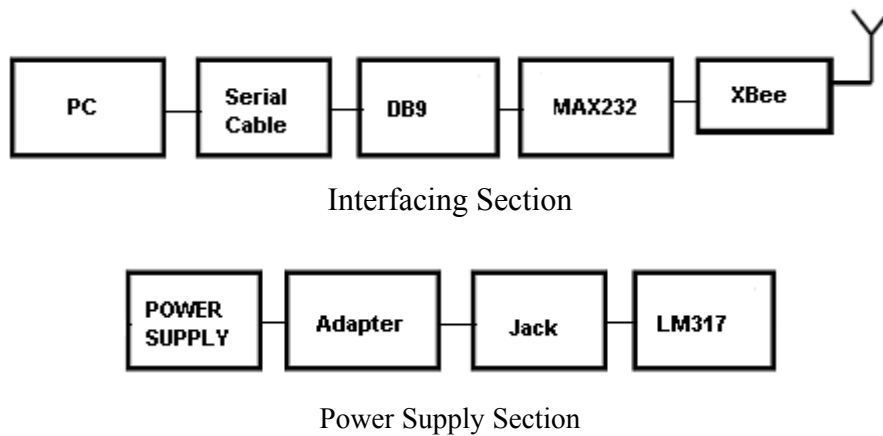 PC
Serial
Cable
DB9
MAX232
XBee
Interfacing Section
POWER
SUPPLY
Adapter
Jack
LM317
Power Supply Section